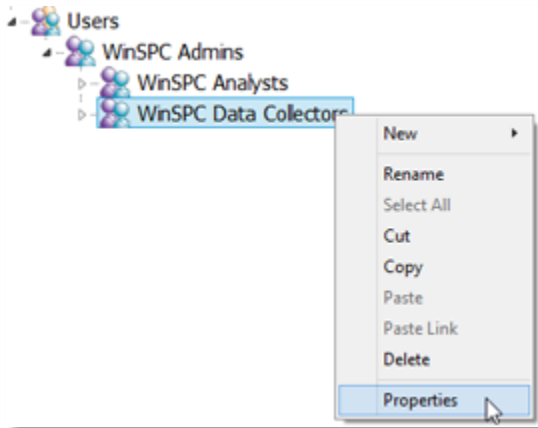 Users
WinSPC Admins
WinSPC Analysts
WinSPC Data Collectors
New
Rename
Select All
Cut
Copy
Paste
Paste Link
Delete
Properties